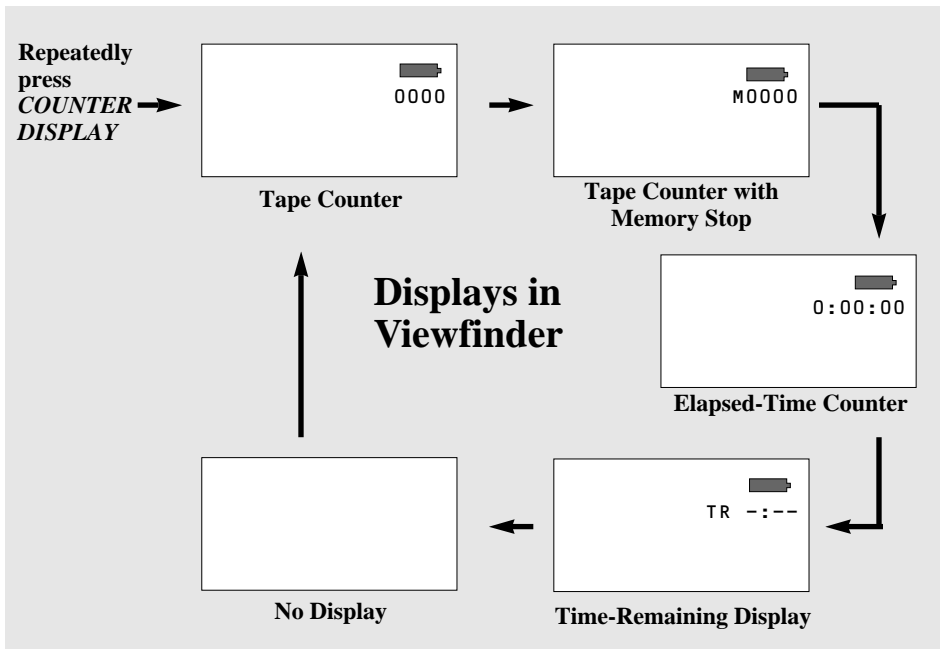 Repeatedly
press
COUNTER
DISPLAY
0000
Tape Counter
M0000
Tape Counter with
Memory Stop
Displays in
Viewfinder
0:00:00
Elapsed-Time Counter
TR -:--
Time-Remaining Display
No Display